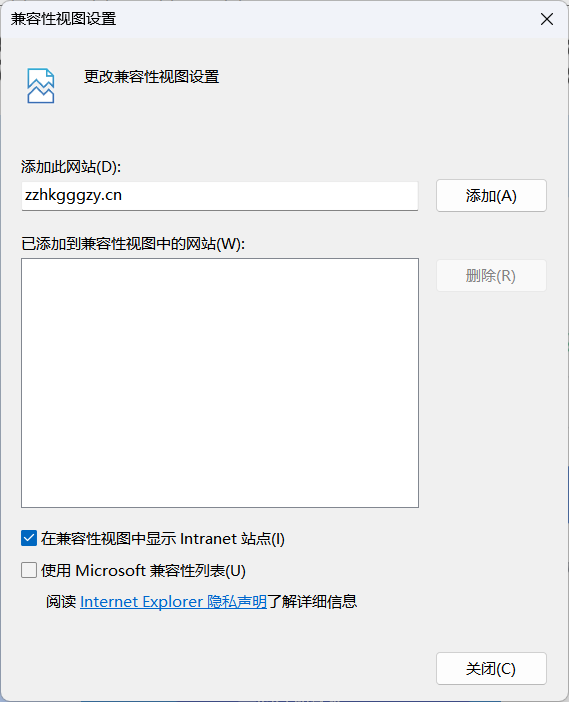 兼容性视图设置
更改兼容性视图设置
添加此网站(D):
zzhkgggzy.cn
添加(A)
已添加到兼容性视图中的网站(W):
删除(R)
在兼容性视图中显示 Intranet 站点(I)
使用 Microsoft 兼容性列表(U)
阅读 Internet Explorer 隐私声明了解详细信息
关闭(C)